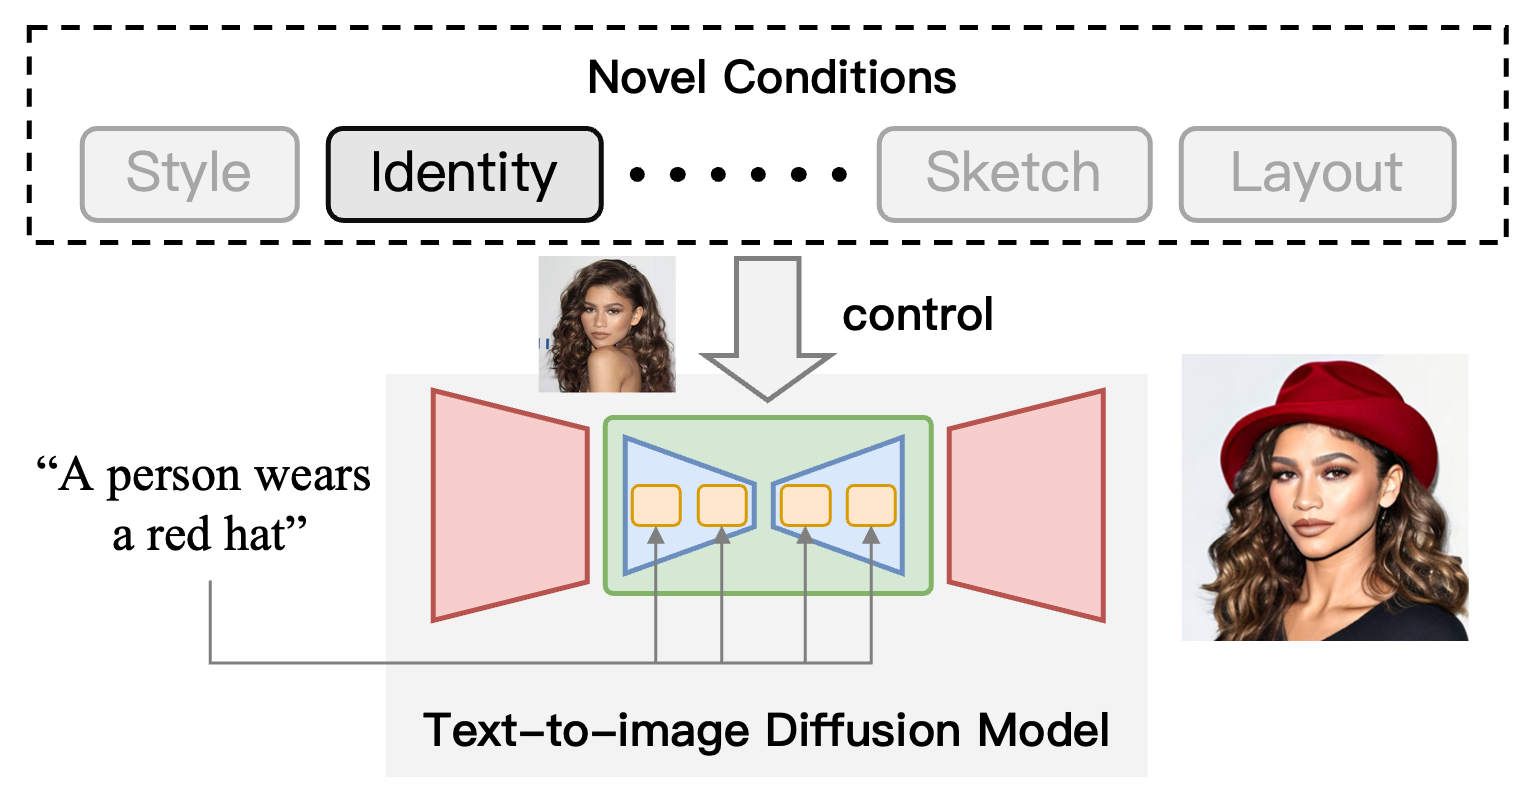 Novel Conditions
Style Identity Sketch Layout
control
“A person wears
a red hat”
Text-to-image Diffusion Model